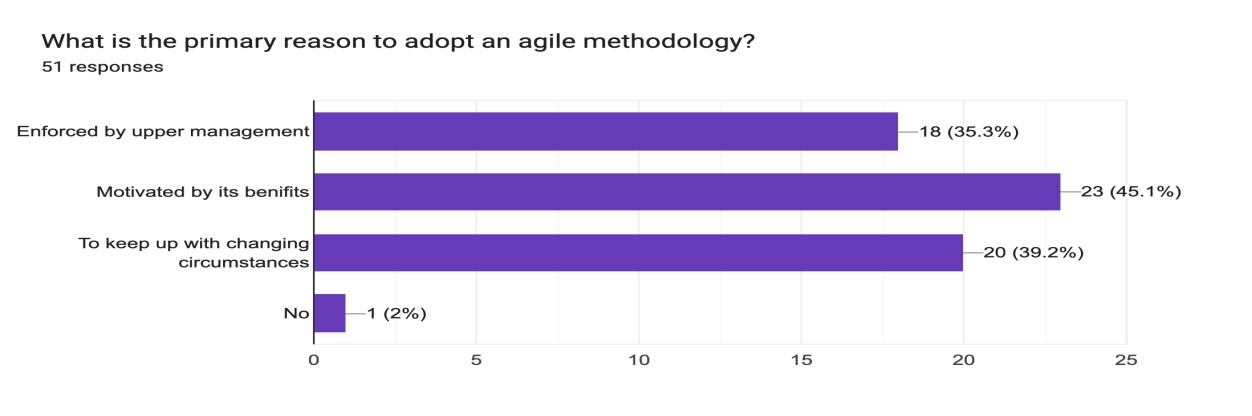 What is the primary reason to adopt an agile methodology?
51 responses
Enforced by upper management
18 (35.3%)
Motivated by its benifits
23 (45.1%)
To keep up with changing
circumstances
20 (39.2%)
No
1 (2%)
0 5 10 15 20 25